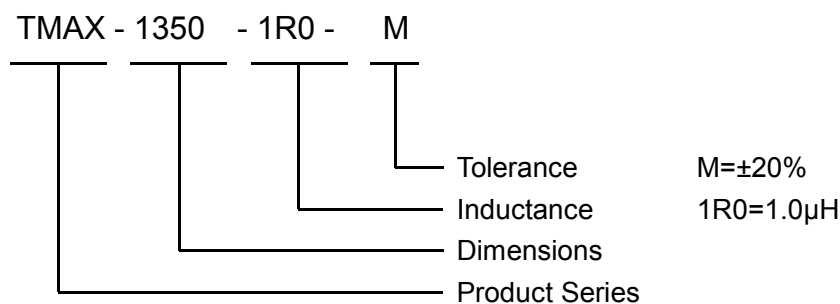 TMAX - 1350 - 1R0 - M
Tolerance M=±20%
Inductance 1R0=1.0µH
Dimensions
Product Series